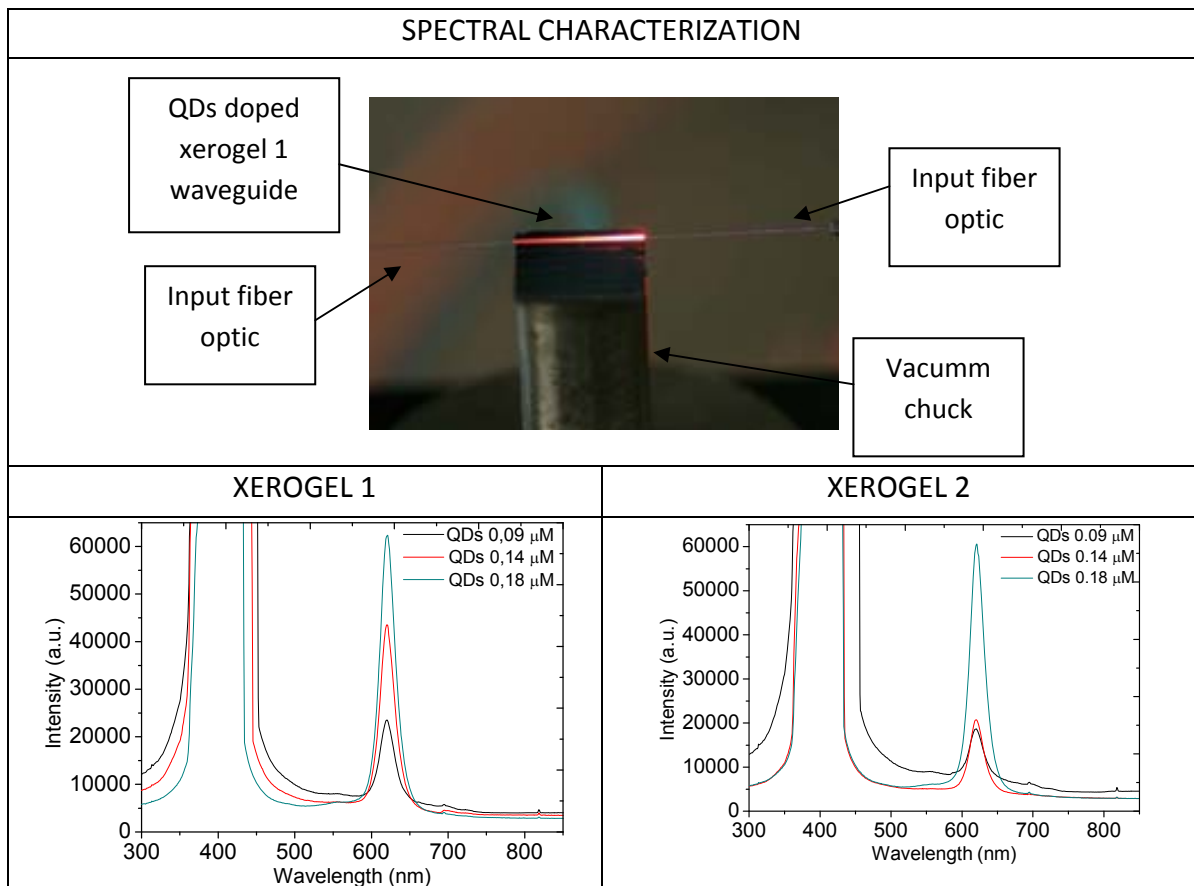 SPECTRAL CHARACTERIZATION
QDs doped
xerogel 1
waveguide
Input fiber
optic
Input fiber
optic
Vacumm
chuck
XEROGEL 1
XEROGEL 2
60000
50000
40000
30000
20000
10000
0
Intensity (a.u.)
QDs 0,09 μM
QDs 0,14 μM
QDs 0,18 μM
300 400 500 600 700 800
Wavelength (nm)
60000
50000
40000
30000
20000
10000
0
Intensity (a.u.)
QDs 0.09 μM
QDs 0.14 μM
QDs 0.18 μM
300 400 500 600 700 800
Wavelength (nm)